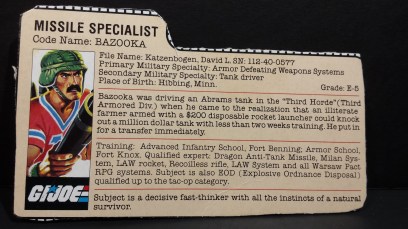 MISSILE SPECIALIST
Code Name: BAZOOKA
File Name: Katzenbogen, David L. SN: 112-40-0577
Primary Military Specialty: Armor Defeating Weapons Systems
Secondary Military Specialty: Tank driver
Place of Birth: Hibbing, Minn.
Grade: E-5
Bazooka was driving an Abrams tank in the "Third Horde"(Third
Armored Div.) when he came to the realization that an illiterate
farmer armed with a $200 disposable rocket launcher could knock
out a million dollar tank with less than two weeks training. He put in
for a transfer immediately.
Training: Advanced Infantry School, Fort Benning; Armor School,
Fort Knox. Qualified expert: Dragon Anti-Tank Missile, Milan Sys-
tem, LAW rocket, Recoilless rifle, LAW System and all Warsaw Pact
RPG systems. Subject is also EOD (Explosive Ordnance Disposal)
qualified up to the tac-op category.
GI JOE
Subject is a decisive fast-thinker with all the instincts of a natural
survivor.